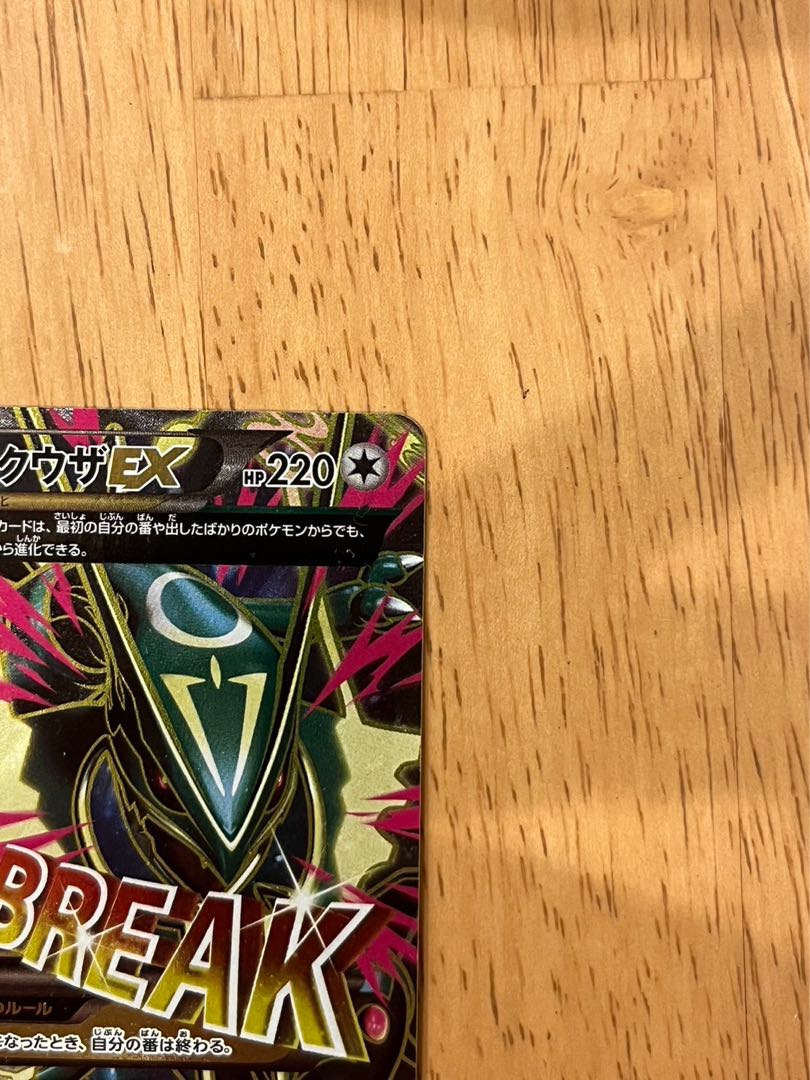 クウザEX HP220
カードは、最初の自分の番や出したばかりのポケモンからでも、
から進化できる。
BREAK
ルール
なったとき、自分の番は終わる。